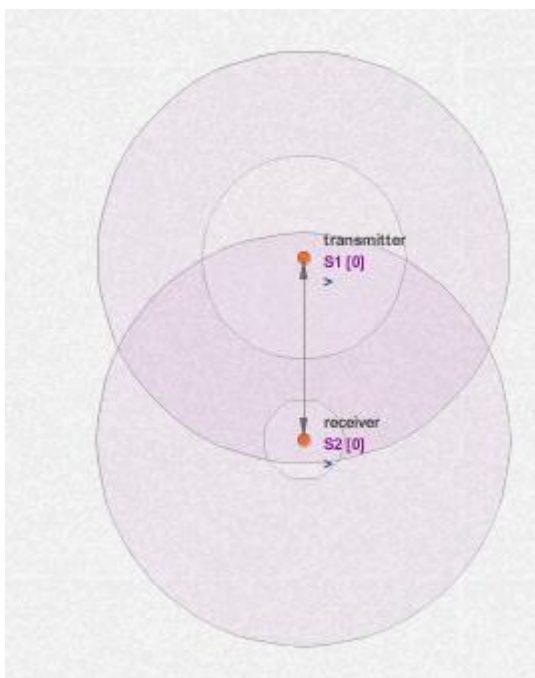 transmitter
S1 [0]
>
receiver
S2 [0]
>